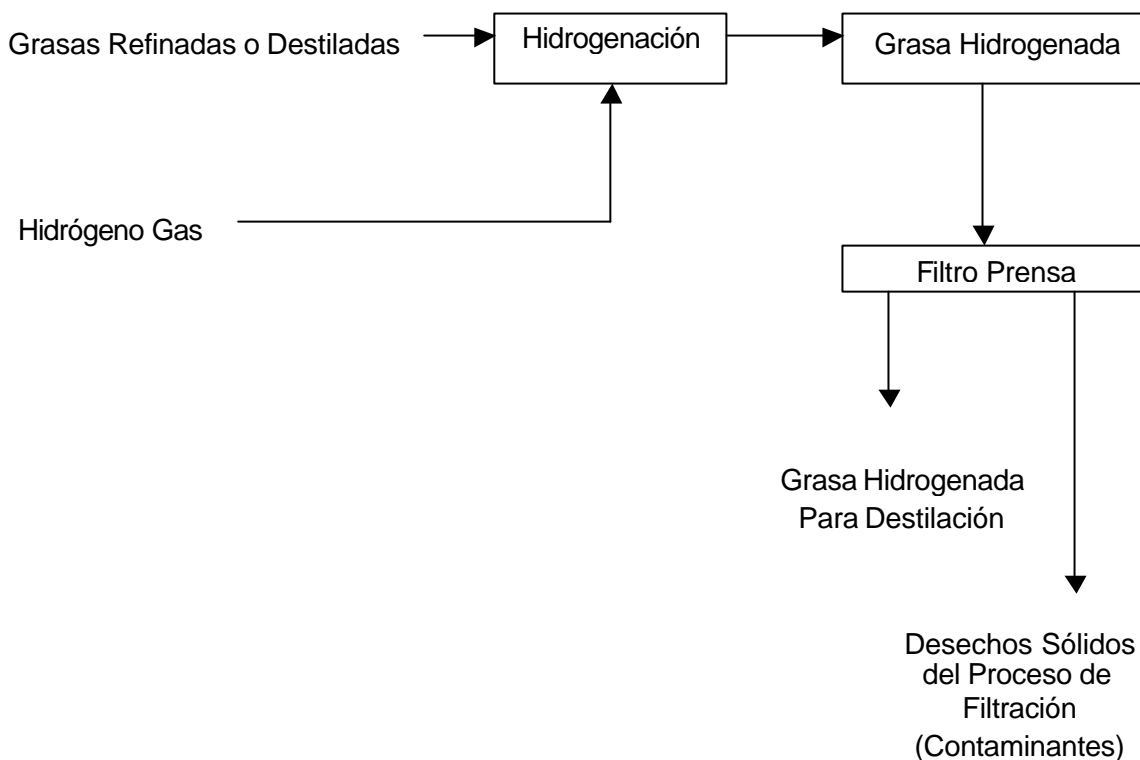 Grasas Refinadas o Destiladas
Hidrogenación
Grasa Hidrogenada
Hidrógeno Gas
Filtro Prensa
Grasa Hidrogenada
Para Destilación
Desechos Sólidos
del Proceso de
Filtración
(Contaminantes)